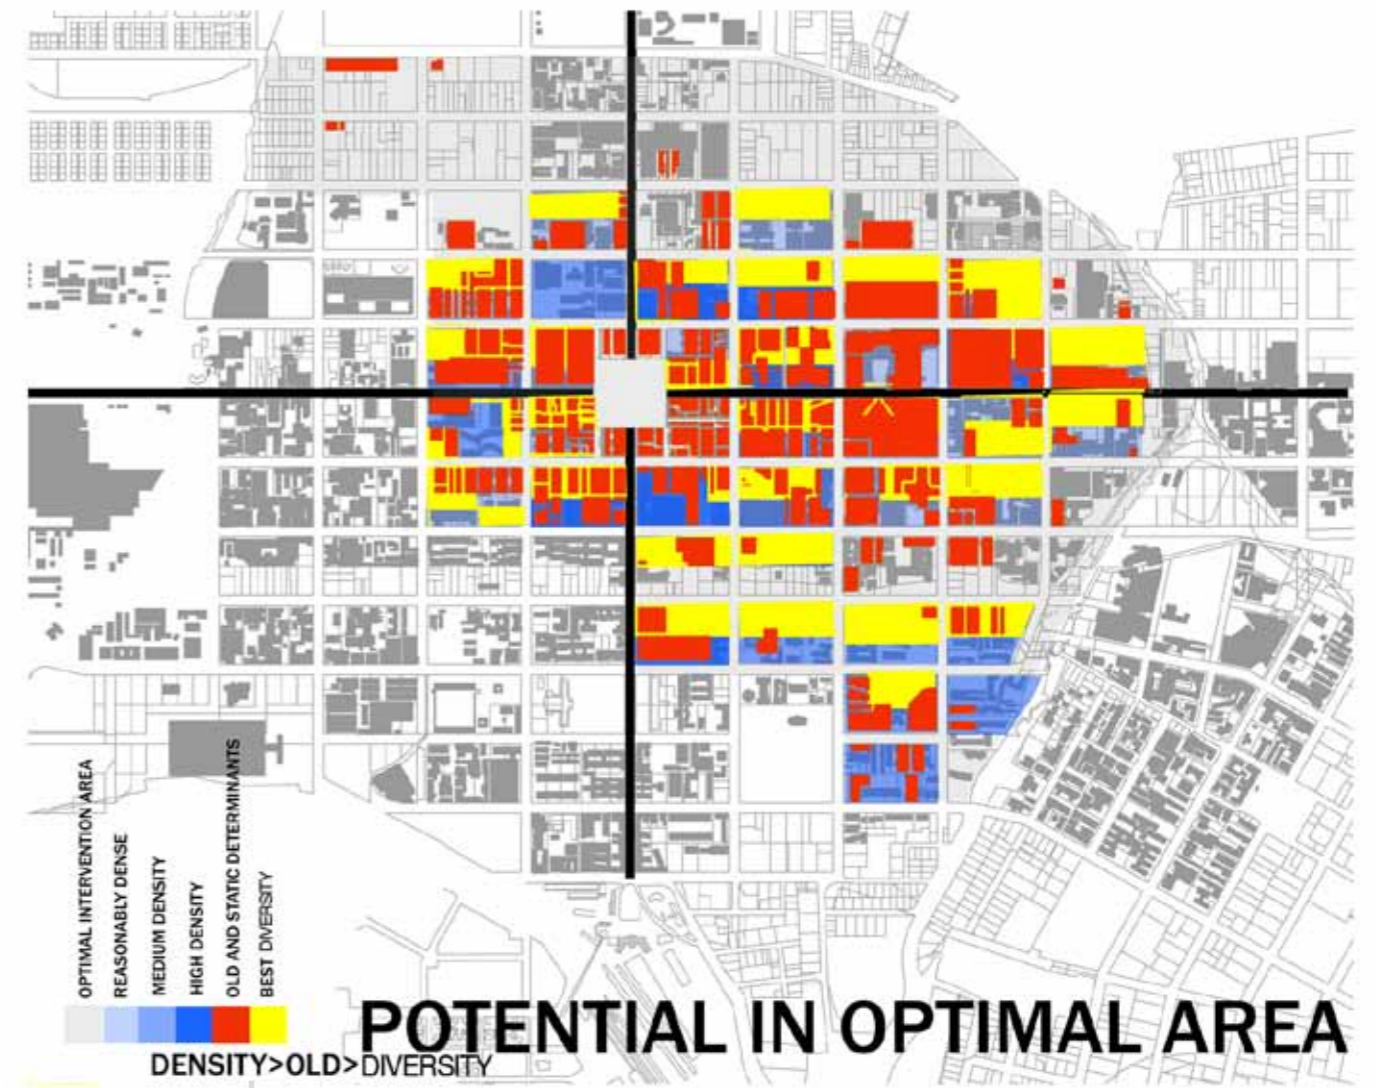 OPTIMAL INTERVENTION AREA
REASONABLY DENSE
MEDIUM DENSITY
HIGH DENSITY
OLD AND STATIC DETERMINANTS
BEST DIVERSITY
POTENTIAL IN OPTIMAL AREA
DENSITY>OLD>DIVERSITY